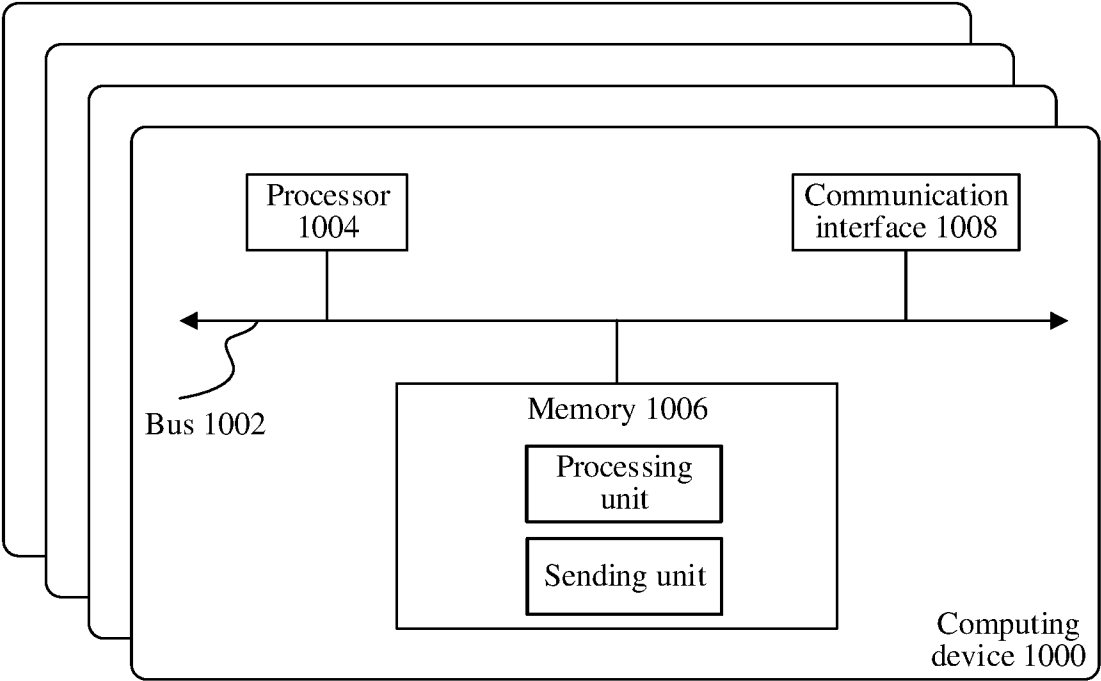 Processor
1004
Communication
interface 1008
Bus 1002
Memory 1006
Processing
unit
Sending unit
Computing
device 1000